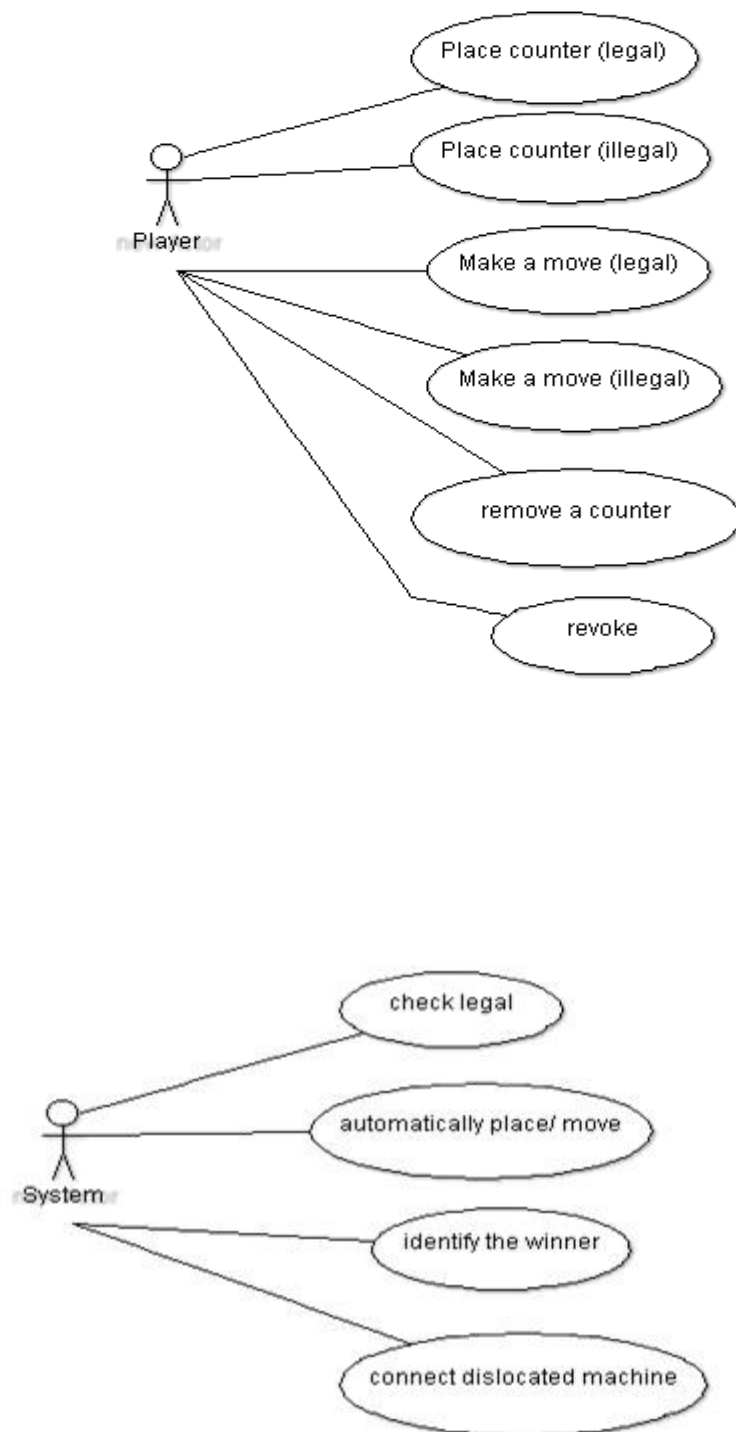 Place counter (legal)
Place counter (illegal)
Player
Make a move (legal)
Make a move (illegal)
remove a counter
revoke
check legal
automatically place/ move
System
identify the winner
connect dislocated machine